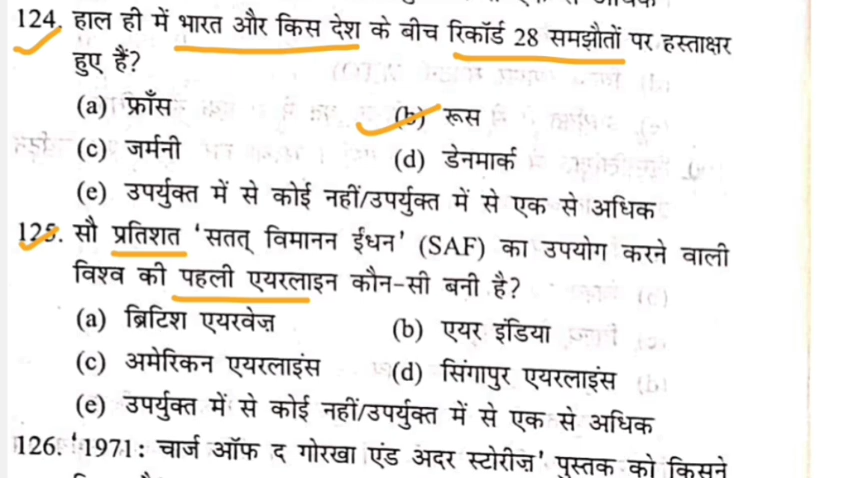 124. हाल ही में भारत और किस देश के बीच रिकॉर्ड 28 समझौतों पर हस्ताक्षर
हुए हैं?
(a) फ्राँस (b) रूस
(c) जर्मनी (d) डेनमार्क
(e) उपर्युक्त में से कोई नहीं/उपर्युक्त में से एक से अधिक
125. सौ प्रतिशत 'सतत् विमानन ईंधन' (SAF) का उपयोग करने वाली
विश्व की पहली एयरलाइन कौन-सी बनी है?
(a) ब्रिटिश एयरवेज़ (b) एयर इंडिया
(c) अमेरिकन एयरलाइंस (d) सिंगापुर एयरलाइंस
(e) उपर्युक्त में से कोई नहीं/उपर्युक्त में से एक से अधिक
126. '1971: चार्ज ऑफ द गोरखा एंड अदर स्टोरीज़' पुस्तक को किसने